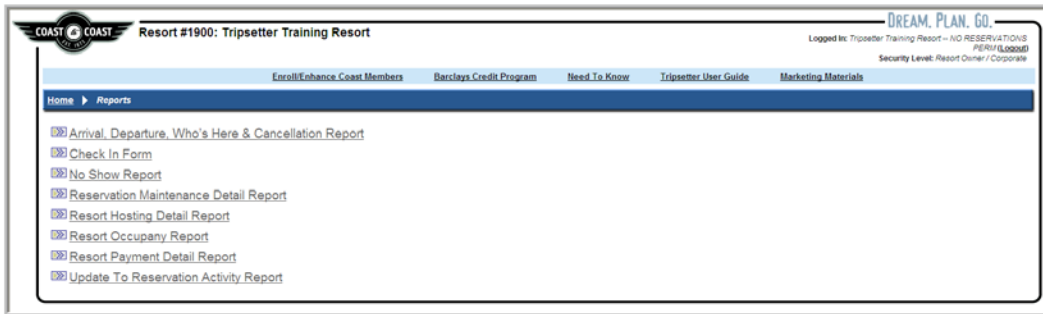 DREAM. PLAN. GO.
COAST COAST
EST. 1972
Resort #1900: Tripsetter Training Resort
Logged In: Tripsetter Training Resort -- NO RESERVATIONS
PERM (Logout)
Security Level: Resort Owner / Corporate
Enroll/Enhance Coast Members Barclays Credit Program Need To Know Tripsetter User Guide Marketing Materials
Home Reports
Arrival, Departure, Who's Here & Cancellation Report
Check In Form
No Show Report
Reservation Maintenance Detail Report
Resort Hosting Detail Report
Resort Occupany Report
Resort Payment Detail Report
Update To Reservation Activity Report